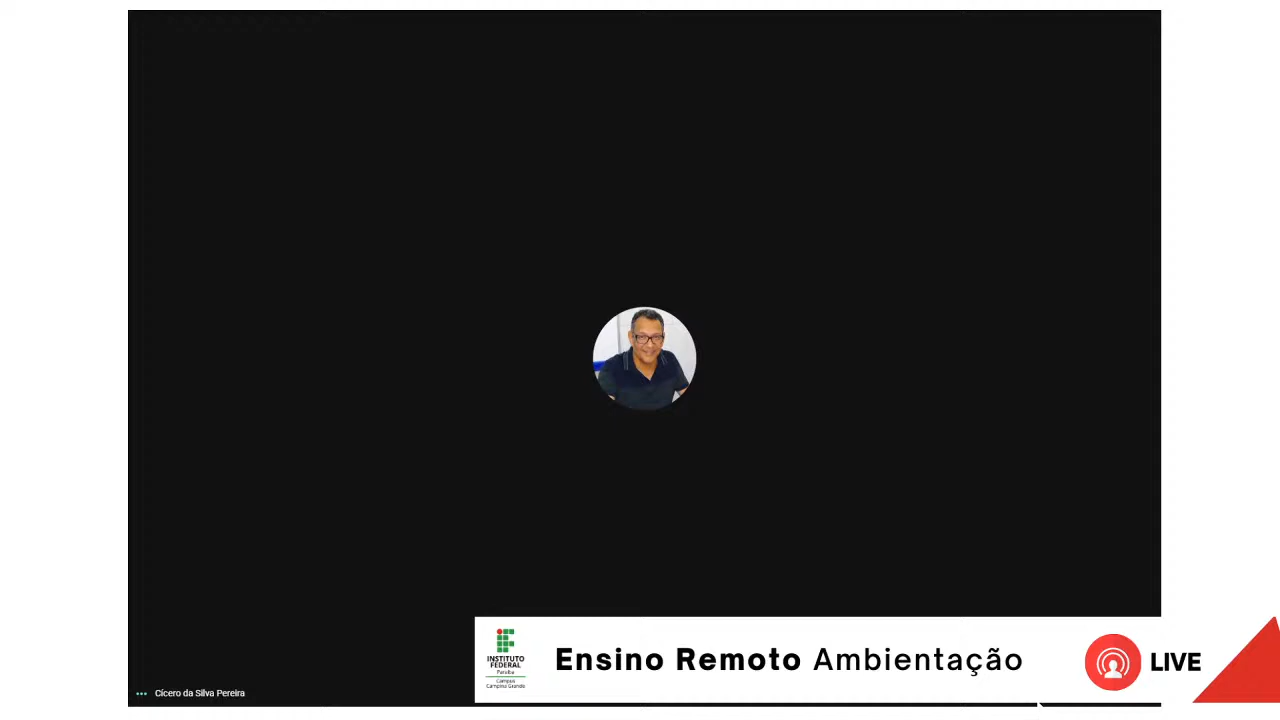 INSTITUTO
FEDERAL
Paraíba
Campus
Campina Grande
Ensino Remoto Ambientação
LIVE
Cícero da Silva Pereira